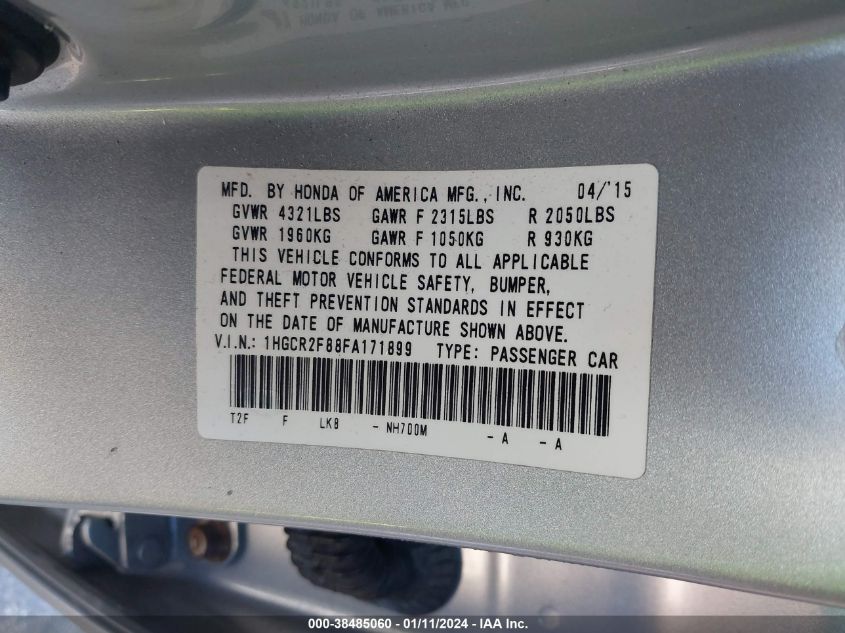 MFD. BY HONDA OF AMERICA MFG., INC. 04/'15
GVWR 4321LBS GAWR F 2315LBS R 2050LBS
GVWR 1960KG GAWR F 1050KG R 930KG
THIS VEHICLE CONFORMS TO ALL APPLICABLE
FEDERAL MOTOR VEHICLE SAFETY, BUMPER,
AND THEFT PREVENTION STANDARDS IN EFFECT
ON THE DATE OF MANUFACTURE SHOWN ABOVE.
V.I.N.: 1HGCR2F88FA171899 TYPE: PASSENGER CAR
T2F F LKB - NH700M - A - A
000-38485060 - 01/11/2024 - IAA Inc.